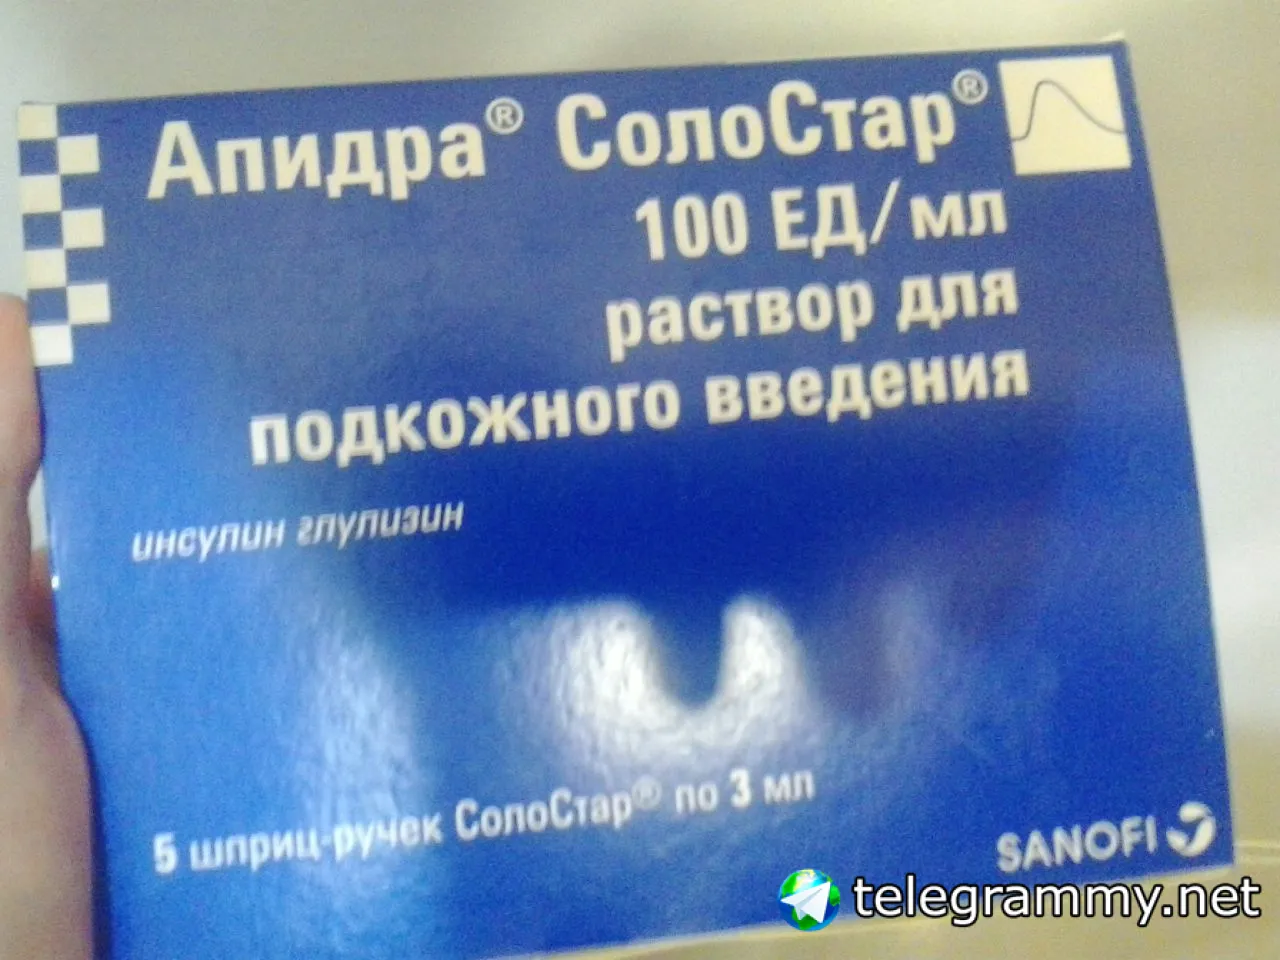 Апидра® СолоСтар®
100 ЕД/мл
раствор для
подкожного введения
инсулин глулизин
5 шприц-ручек СолоСтар® по 3 мл
SANOFI
telegrammy.net